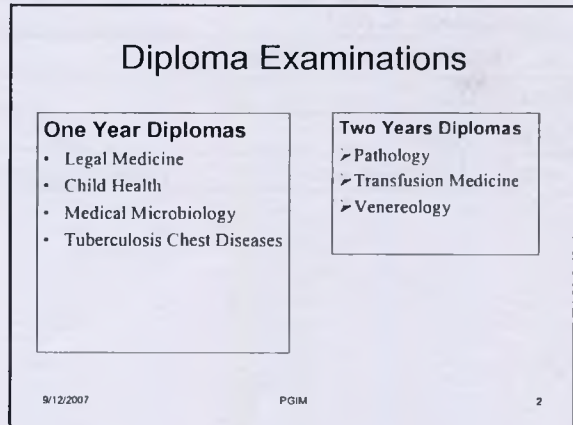 Diploma Examinations
One Year Diplomas
• Legal Medicine
• Child Health
• Medical Microbiology
• Tuberculosis Chest Diseases
Two Years Diplomas
➢ Pathology
➢ Transfusion Medicine
➢ Venereology
9/12/2007 PGIM 2